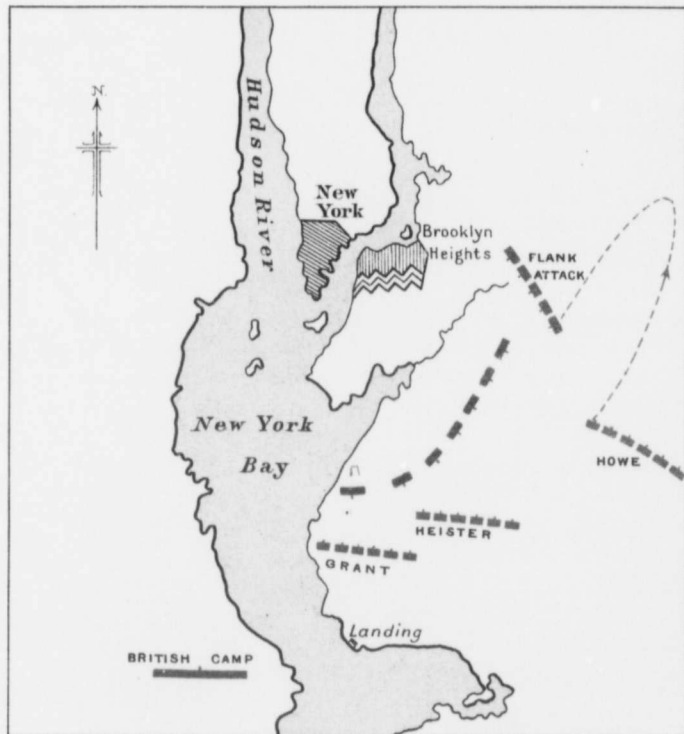 N.
Hudson River
New
York
Brooklyn
Heights
FLANK
ATTACK
New York
Bay
HOWE
HEISTER
GRANT
Landing
BRITISH CAMP